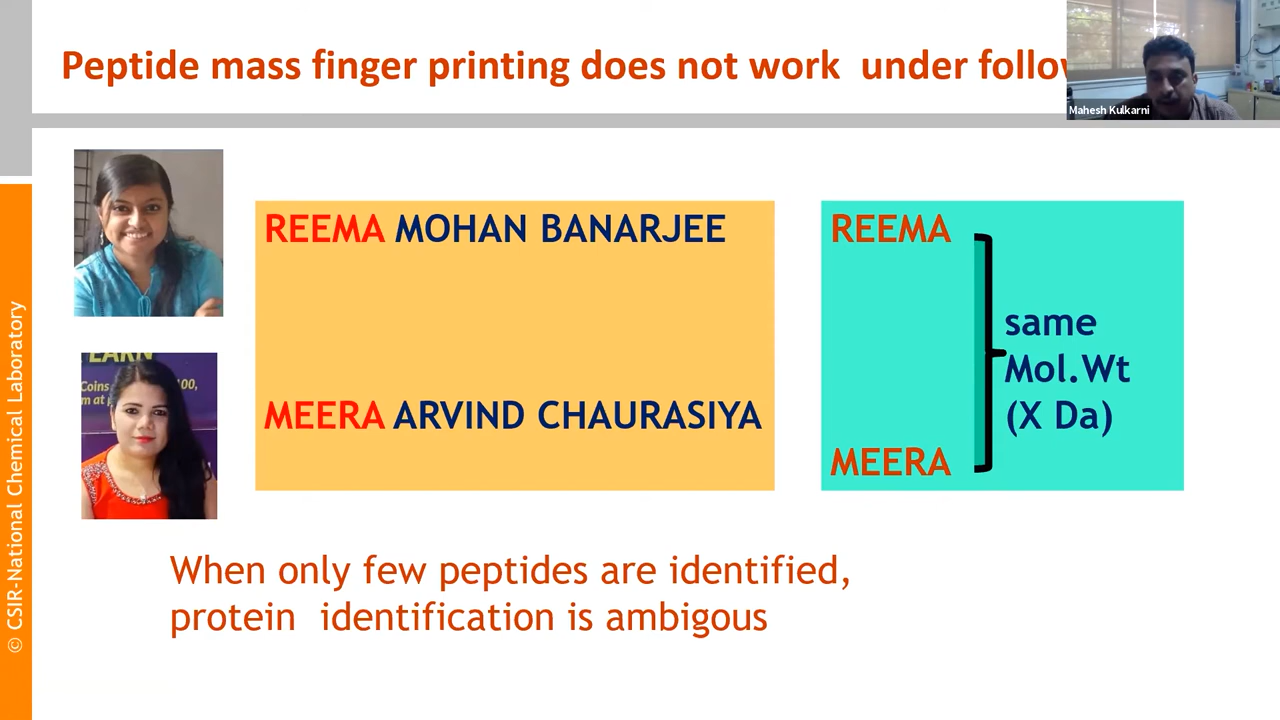 Peptide mass finger printing does not work under
Mahesh Kulkarni
REEMA MOHAN BANARJEE
MEERA ARVIND CHAURASIYA
REEMA
same
Mol.Wt
(X Da)
MEERA
When only few peptides are identified,
protein identification is ambigous
© CSIR-National Chemical Laboratory